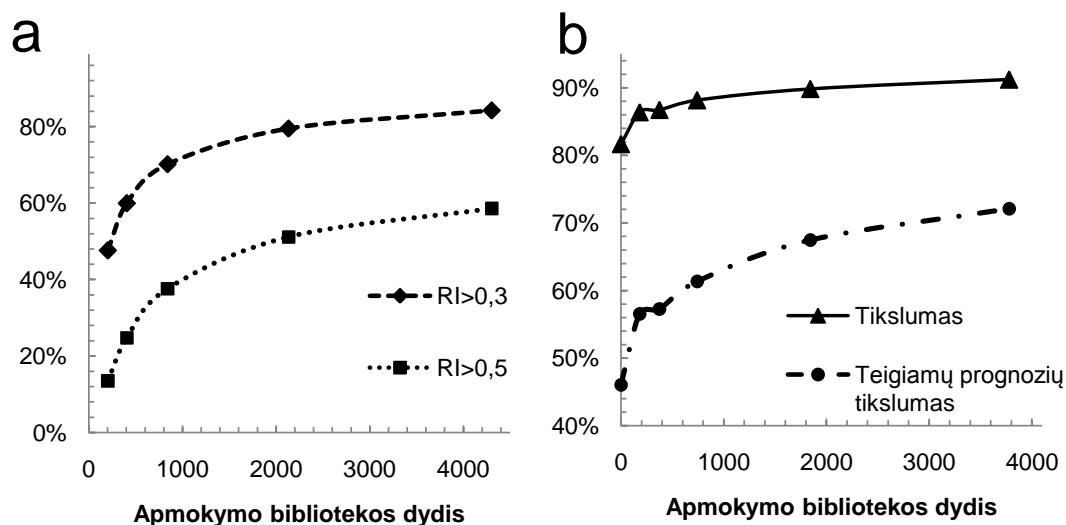 a
80%
60%
40%
20%
0%
0 1000 2000 3000 4000
RI>0,3
RI>0,5
Apmokymo bibliotekos dydis
b
90%
80%
70%
60%
50%
40%
0 1000 2000 3000 4000
Tikslumas
Teigiamų prognozių
tikslumas
Apmokymo bibliotekos dydis